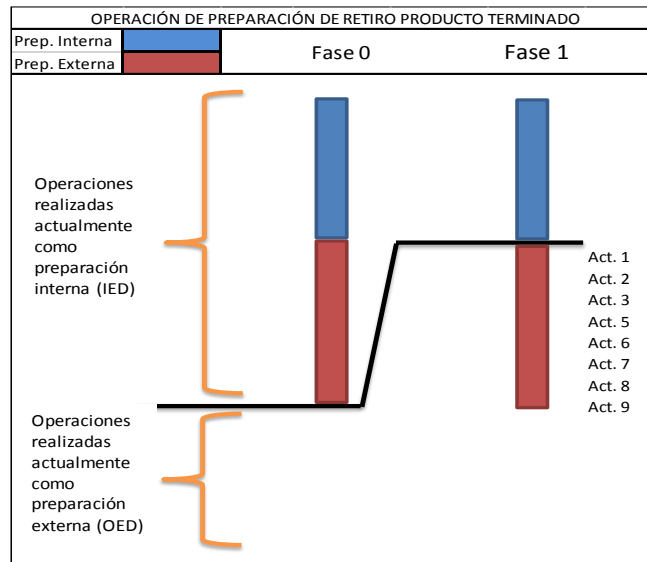 OPERACIÓN DE PREPARACIÓN DE RETIRO PRODUCTO TERMINADO
Prep. Interna
Prep. Externa
Fase 0
Fase 1
Operaciones
realizadas
actualmente
como
preparación
interna (IED)
Act. 1
Act. 2
Act. 3
Act. 5
Act. 6
Act. 7
Act. 8
Act. 9
Operaciones
realizadas
actualmente
como
preparación
externa (OED)